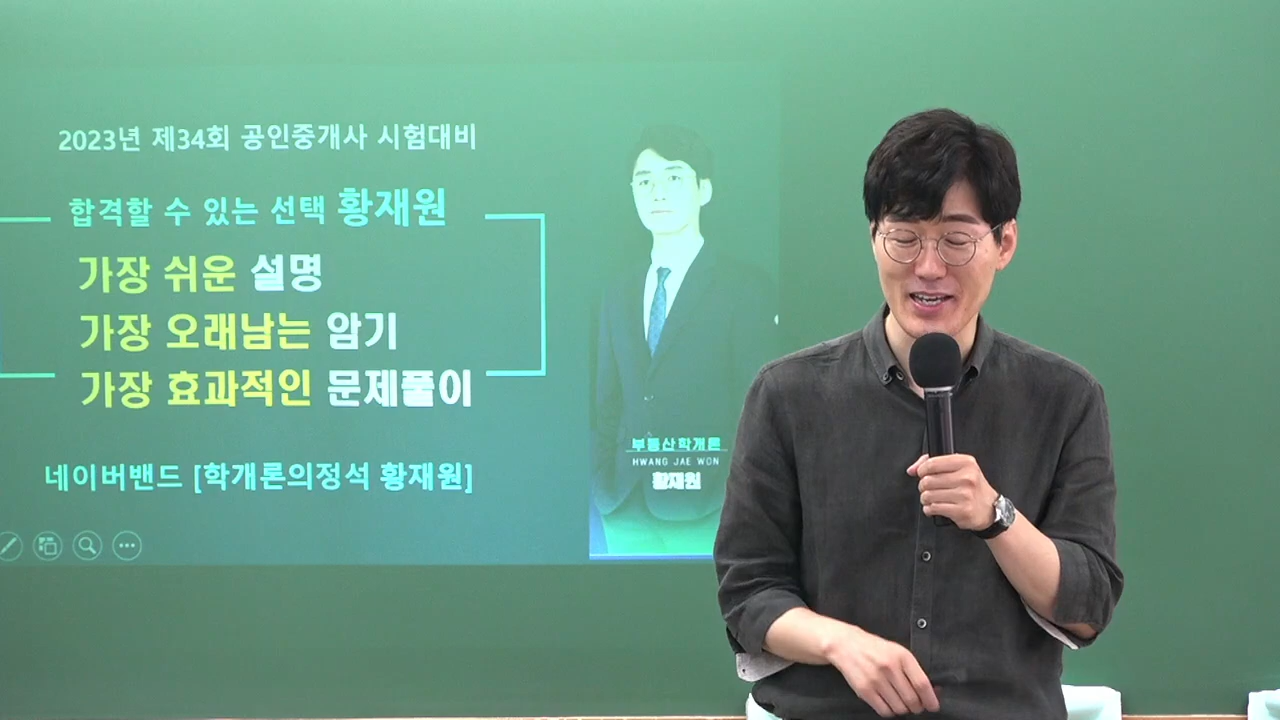 2023년 제34회 공인중개사 시험대비
합격할 수 있는 선택 황재원
가장 쉬운 설명
가장 오래남는 암기
가장 효과적인 문제풀이
네이버밴드 [학개론의정석 황재원]
부동산학개론
HWANG JAE WON
황재원